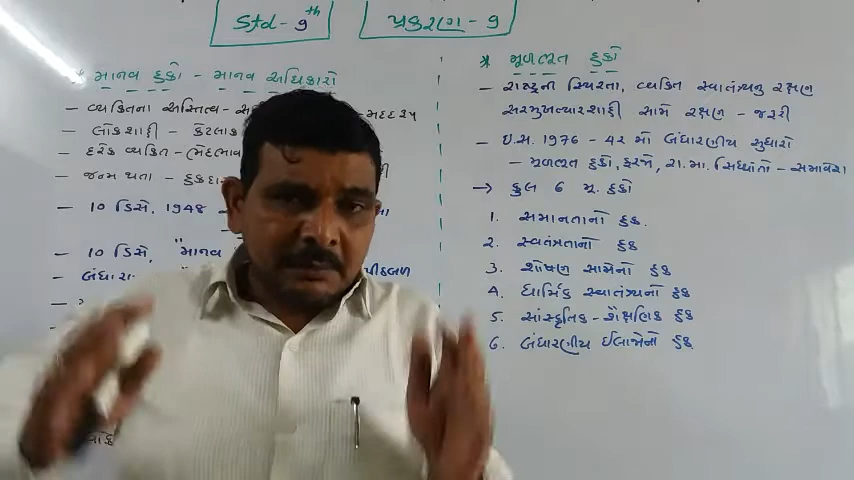 Std - 9th
પ્રકરણ - 9
* માનવ હકો - માનવ અધિકારો
- વ્યકિતના અસ્તિત્વ - મદદરૂપ
- લોકશાહી - કેટલાક
- દરેક વ્યકિત - ભેદભાવ
- જન્મ થતા - હકદા
- 10 ડિસે, 1948
- 10 ડિસે, "માનવ
- બંધાર
* મૂળભૂત હકો
- રાષ્ટ્રની સ્થિરતા, વ્યકિત સ્વાતંત્ર્યનુ રક્ષણ
સરમુખત્યારશાહી સામે રક્ષણ - જરૂરી
- ઇ.સ. 1976 - 42 મો બંધારણીય સુધારો
- મૂળભૂત હકો, ફરજો, રા.મા. સિધ્ધાંતો - સમાવેશ
→ કુલ 6 મૂ. હકો
1. સમાનતાનો હક.
2. સ્વતંત્રતાનો હક
3. શોષણ સામેનો હક
4. ધાર્મિક સ્વાતંત્ર્યનો હક
5. સાંસ્કૃતિક - શૈક્ષણિક હક
6. બંધારણીય ઈલાજોનો હક